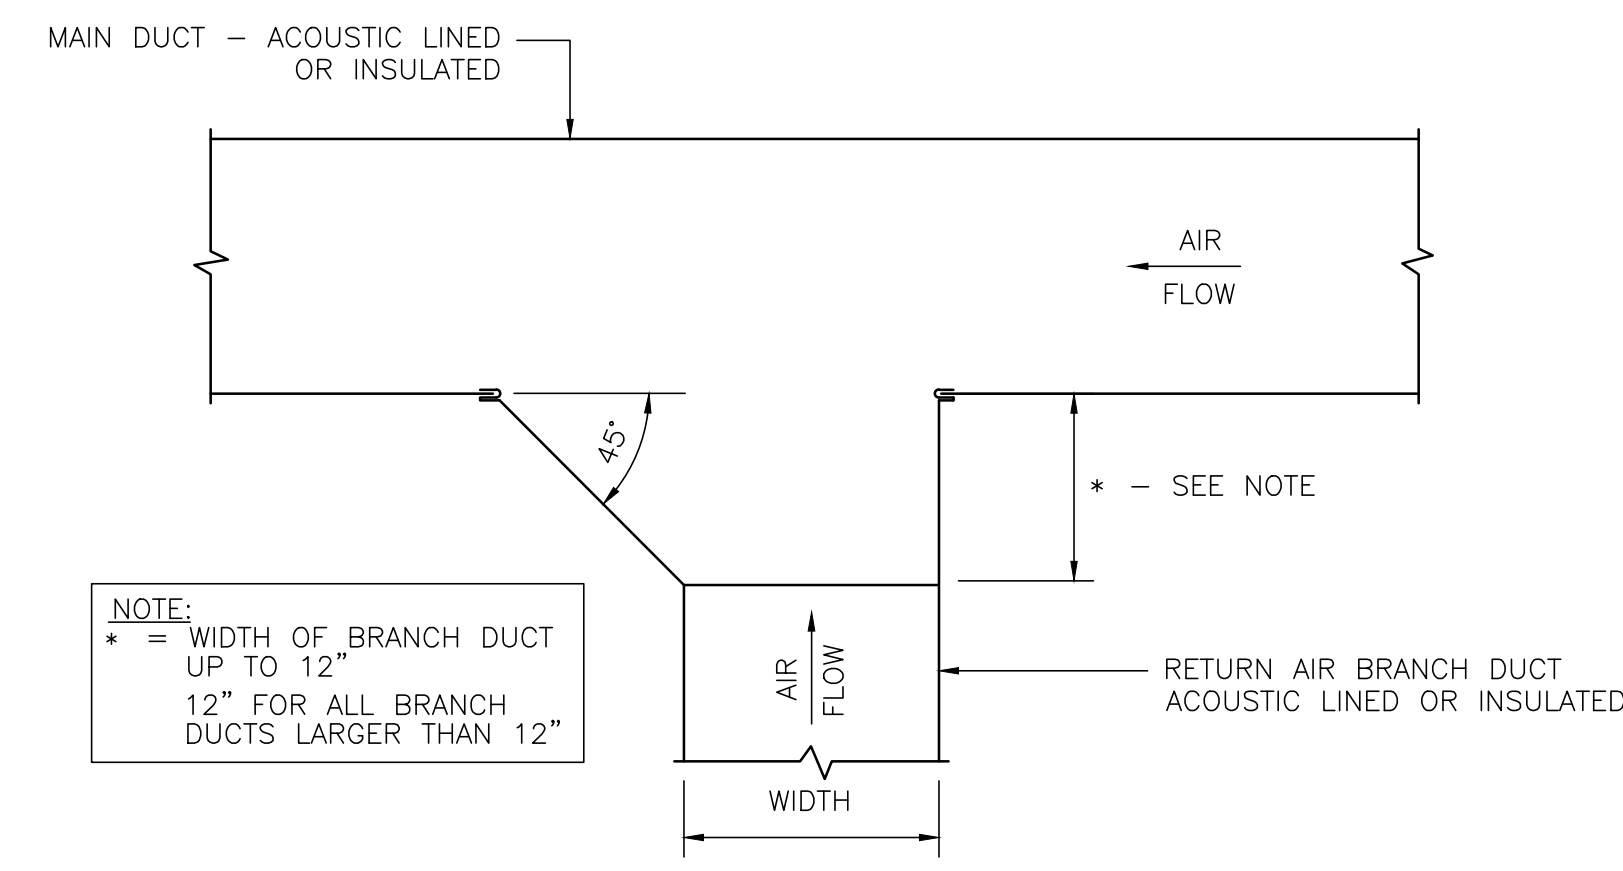 MAIN DUCT – ACOUSTIC LINED
OR INSULATED
AIR
FLOW
45°
* – SEE NOTE
NOTE:
* = WIDTH OF BRANCH DUCT
UP TO 12”
12” FOR ALL BRANCH
DUCTS LARGER THAN 12”
AIR
FLOW
RETURN AIR BRANCH DUCT
ACOUSTIC LINED OR INSULATED
WIDTH